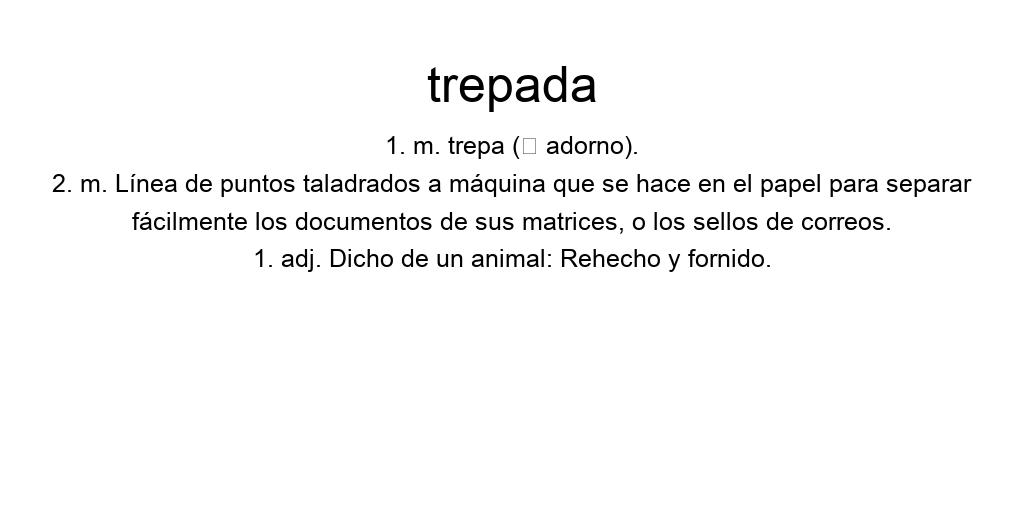 trepada
1. m. trepa (□ adorno).
2. m. Línea de puntos taladrados a máquina que se hace en el papel para separar
fácilmente los documentos de sus matrices, o los sellos de correos.
1. adj. Dicho de un animal: Rehecho y fornido.